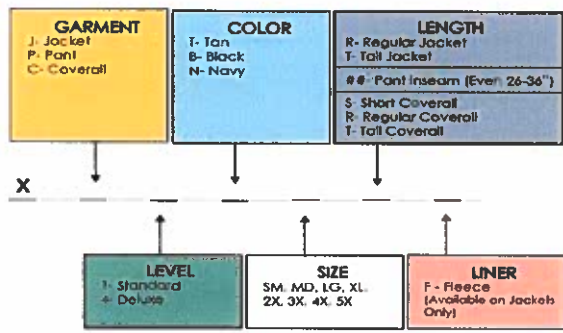 GARMENT
J- Jacket
P- Pant
C- Coverall
COLOR
T- Tan
B- Black
N- Navy
LENGTH
R- Regular Jacket
T- Tall Jacket
##- Pant Inseam (Even 26-36")
S- Short Coverall
R- Regular Coverall
T- Tall Coverall
X
LEVEL
1- Standard
4- Deluxe
SIZE
SM, MD, LG, XL,
2X, 3X, 4X, 5X
LINER
F - Fleece
(Available on Jackets
Only)